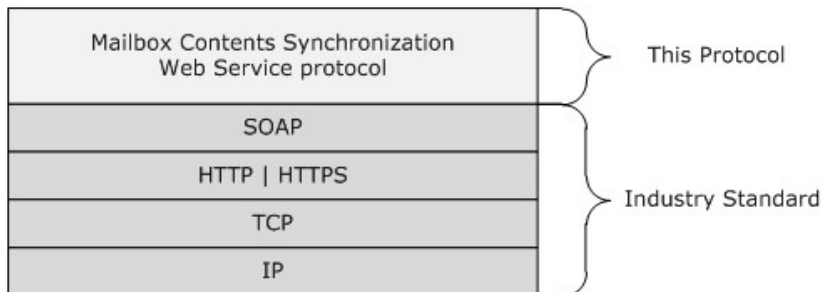 Mailbox Contents Synchronization
Web Service protocol
This Protocol
SOAP
HTTP | HTTPS
TCP
IP
Industry Standard